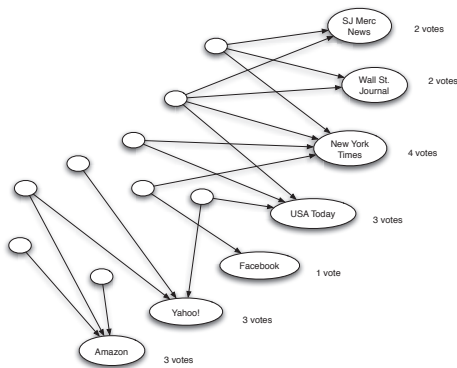 SJ Merc
News
2 votes
Wall St.
Journal
2 votes
New York
Times
4 votes
USA Today
3 votes
Facebook
1 vote
Yahoo!
3 votes
Amazon
3 votes